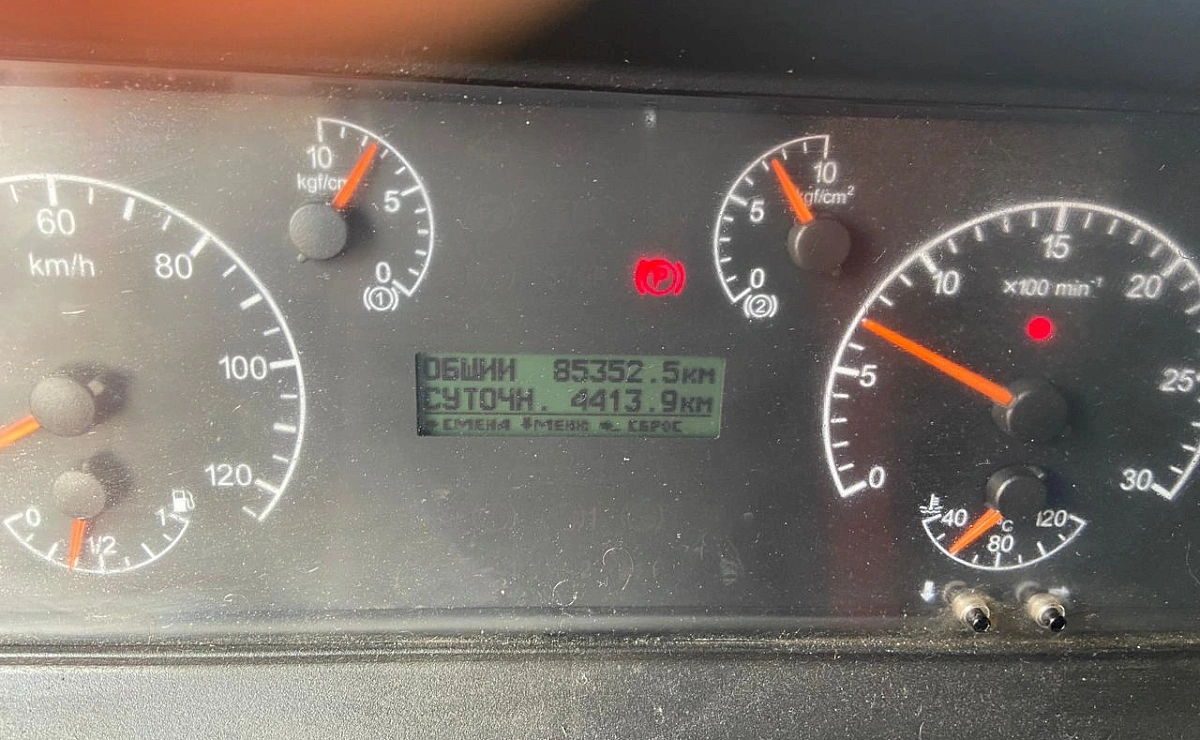 60
km/h
80
100
120
0
1/2
1
10
kgf/cm
5
0
(1)
P
ОБЩИЙ 85352.5км
СУТОЧН. 4413.9км
СМЕНА МЕНЮ СБРОС
10
kgf/cm²
5
0
(2)
15
10
×100 min⁻¹
20
5
25
0
30
40
°C
120
80